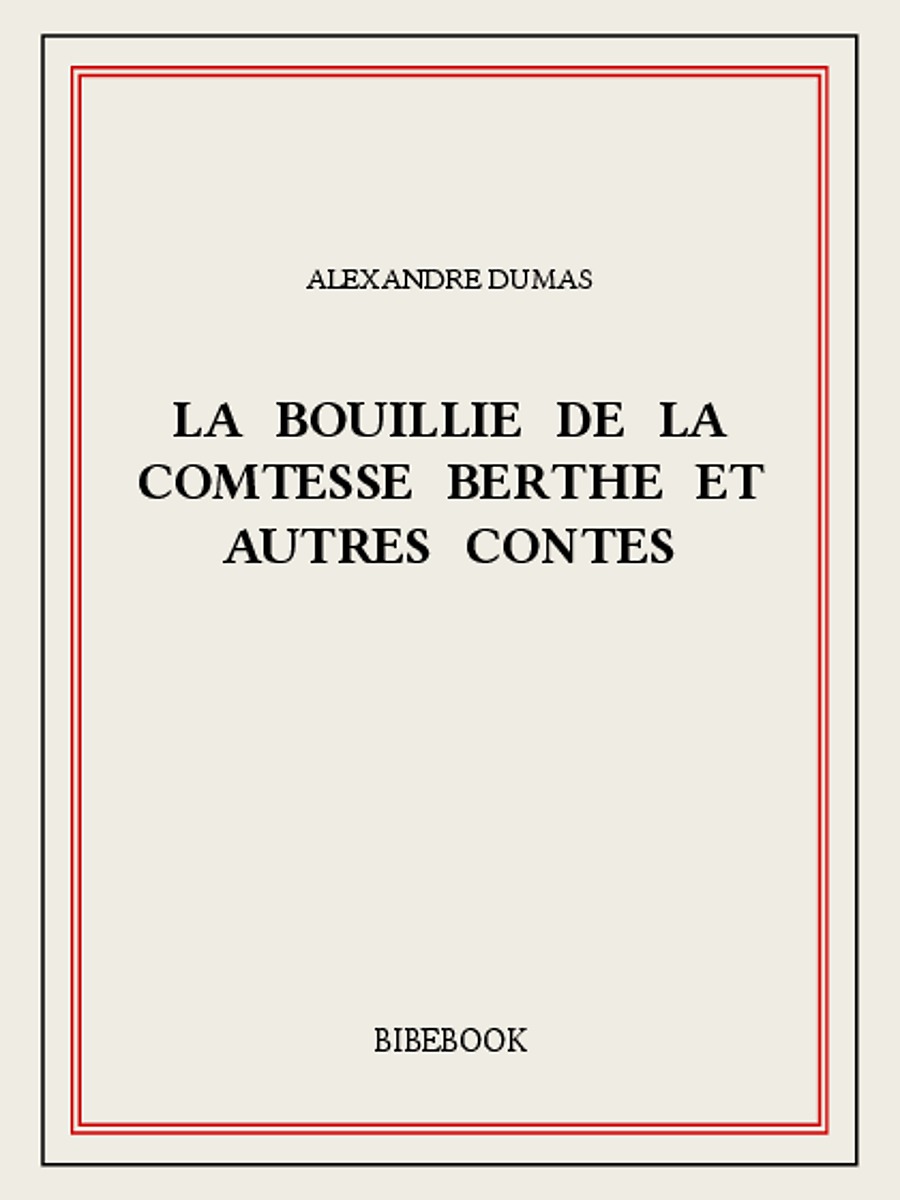 ALEXANDRE DUMAS
LA BOUILLIE DE LA
COMTESSE BERTHE ET
AUTRES CONTES
BIBEBOOK